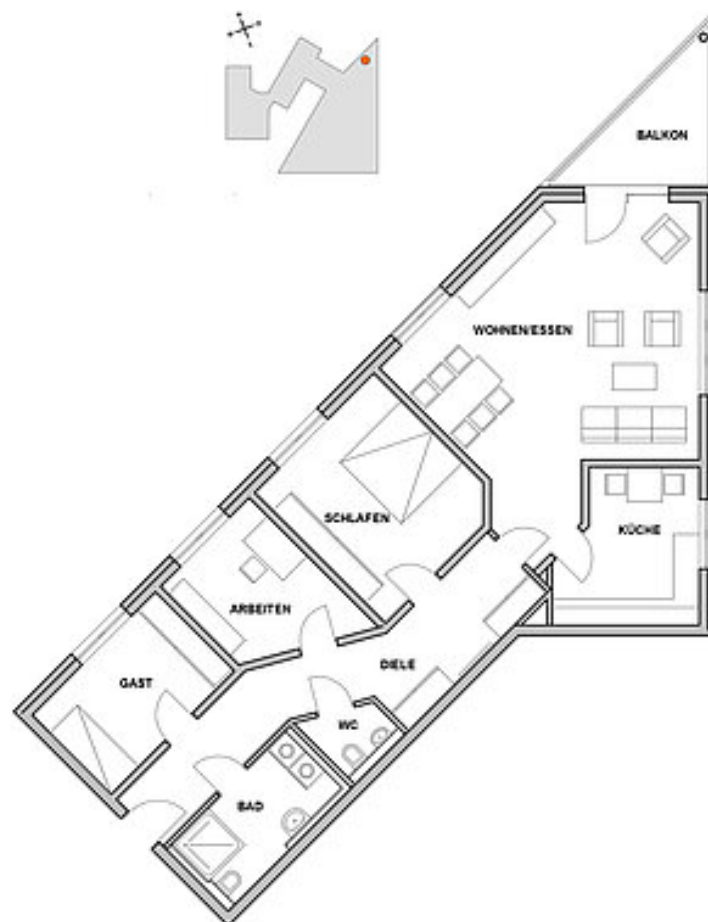 BALKON
WOHNEN/ESSEN
SCHLAFEN
KÜCHE
ARBEITEN
DIELE
GAST
WC
BAD